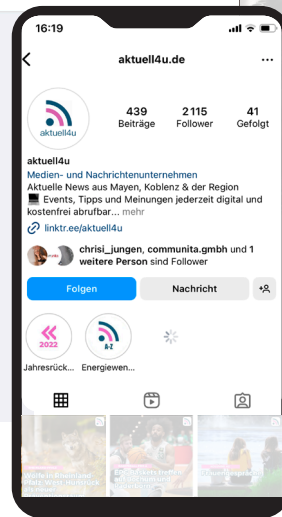 16:19
aktuell4u.de
aktuell4u
439 2115 41
Beiträge Follower Gefolgt
aktuell4u
Medien- und Nachrichtenunternehmen
Aktuelle News aus Mayen, Koblenz & der Region
Events, Tipps und Meinungen jederzeit digital und
kostenfrei abrufbar... mehr
linktr.ee/aktuell4u
chrisi_jungen, communita.gmbh und 1
weitere Person sind Follower
Folgen Nachricht
2022 A-Z
Jahresrück... Energiewen...